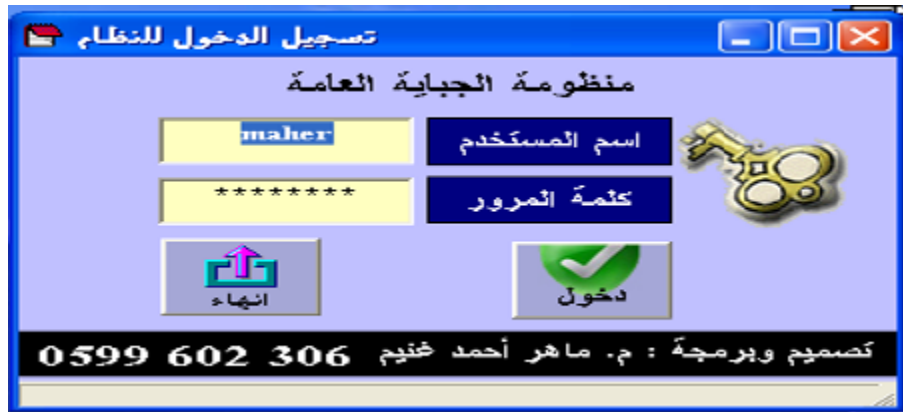 تسجيل الدخول للنظام
منظومة الجباية العامة
اسم المستخدم maher
كلمة المرور ********
دخول انهاء
تصميم وبرمجة : م. ماهر أحمد غنيم 0599 602 306